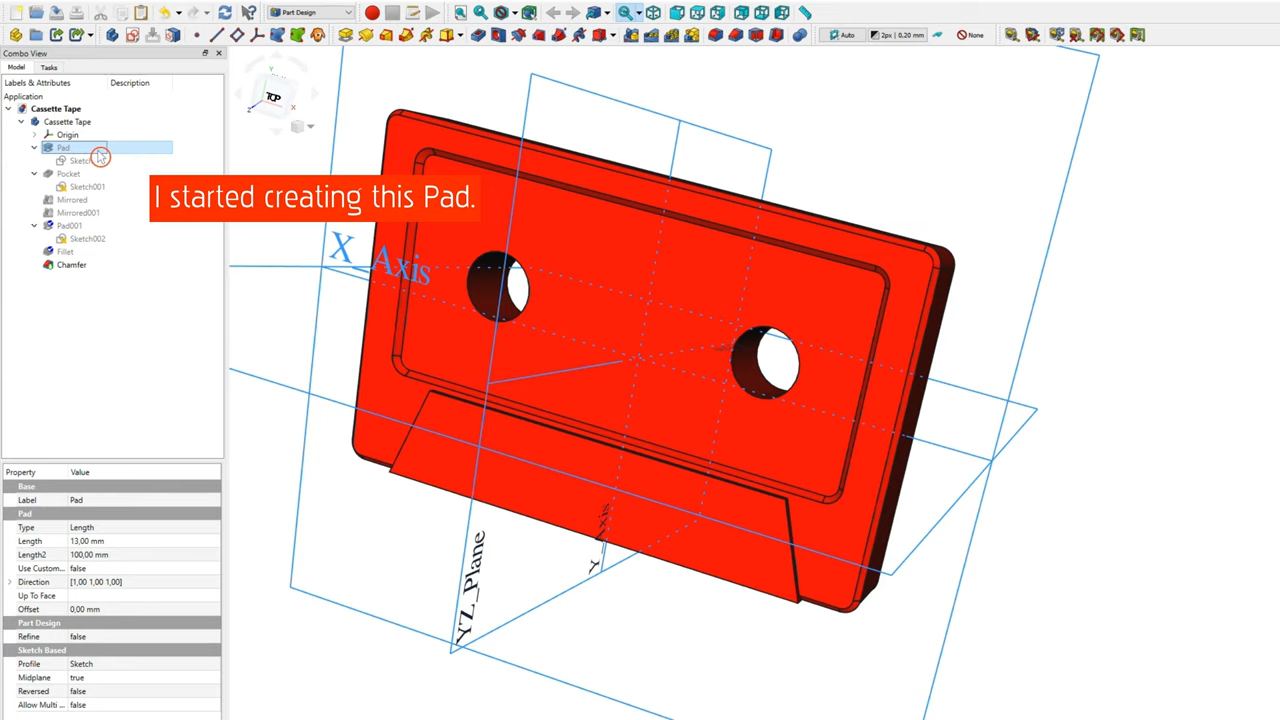 Part Design
Auto
2px | 0,20 mm
None
Combo View
Model
Tasks
Labels & Attributes
Description
Application
Cassette Tape
Cassette Tape
Origin
Pad
Sketch
Pocket
Sketch001
Mirrored
Mirrored001
Pad001
Sketch002
Fillet
Chamfer
I started creating this Pad.
Y
TOP
Z
X
X_Axis
YZ_Plane
Y_Axis
Property
Value
Base
Label
Pad
Pad
Type
Length
Length
13,00 mm
Length2
100,00 mm
Use Custom...
false
Direction
[1,00 1,00 1,00]
Up To Face
Offset
0,00 mm
Part Design
Refine
false
Sketch Based
Profile
Sketch
Midplane
true
Reversed
false
Allow Multi ...
false